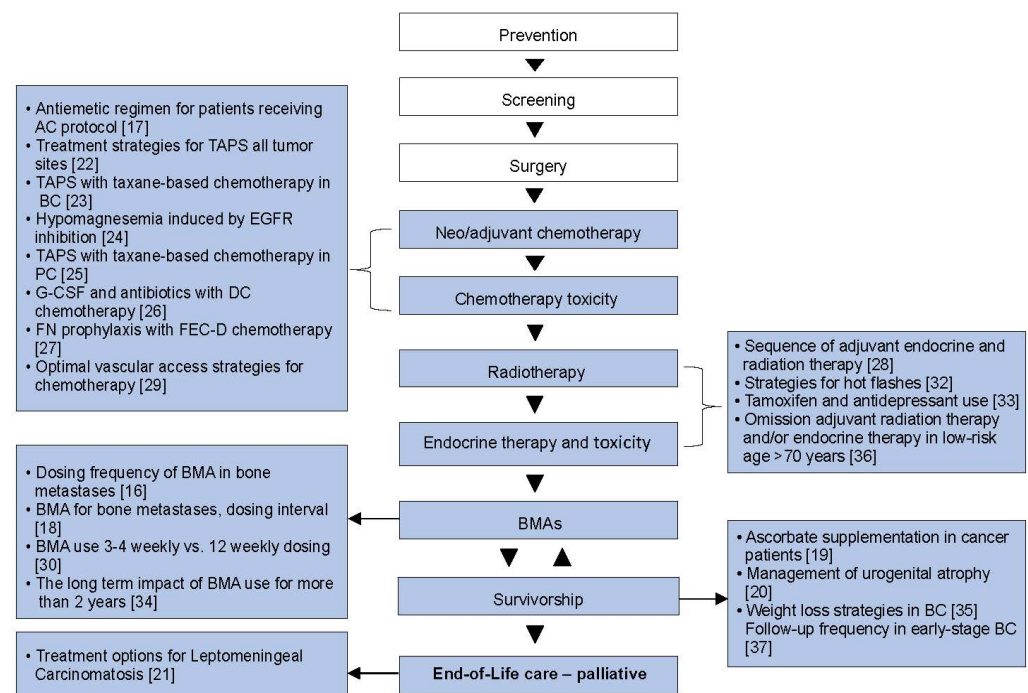 Prevention
Screening
Surgery
Neo/adjuvant chemotherapy
Chemotherapy toxicity
Radiotherapy
Endocrine therapy and toxicity
BMAs
Survivorship
End-of-Life care – palliative
• Antiemetic regimen for patients receiving
AC protocol [17]
• Treatment strategies for TAPS all tumor
sites [22]
• TAPS with taxane-based chemotherapy in
BC [23]
• Hypomagnesemia induced by EGFR
inhibition [24]
• TAPS with taxane-based chemotherapy in
PC [25]
• G-CSF and antibiotics with DC
chemotherapy [26]
• FN prophylaxis with FEC-D chemotherapy
[27]
• Optimal vascular access strategies for
chemotherapy [29]
• Sequence of adjuvant endocrine and
radiation therapy [28]
• Strategies for hot flashes [32]
• Tamoxifen and antidepressant use [33]
• Omission adjuvant radiation therapy
and/or endocrine therapy in low-risk
age >70 years [36]
• Dosing frequency of BMA in bone
metastases [16]
• BMA for bone metastases, dosing interval
[18]
• BMA use 3-4 weekly vs. 12 weekly dosing
[30]
• The long term impact of BMA use for more
than 2 years [34]
• Ascorbate supplementation in cancer
patients [19]
• Management of urogenital atrophy
[20]
• Weight loss strategies in BC [35]
Follow-up frequency in early-stage BC
[37]
• Treatment options for Leptomeningeal
Carcinomatosis [21]